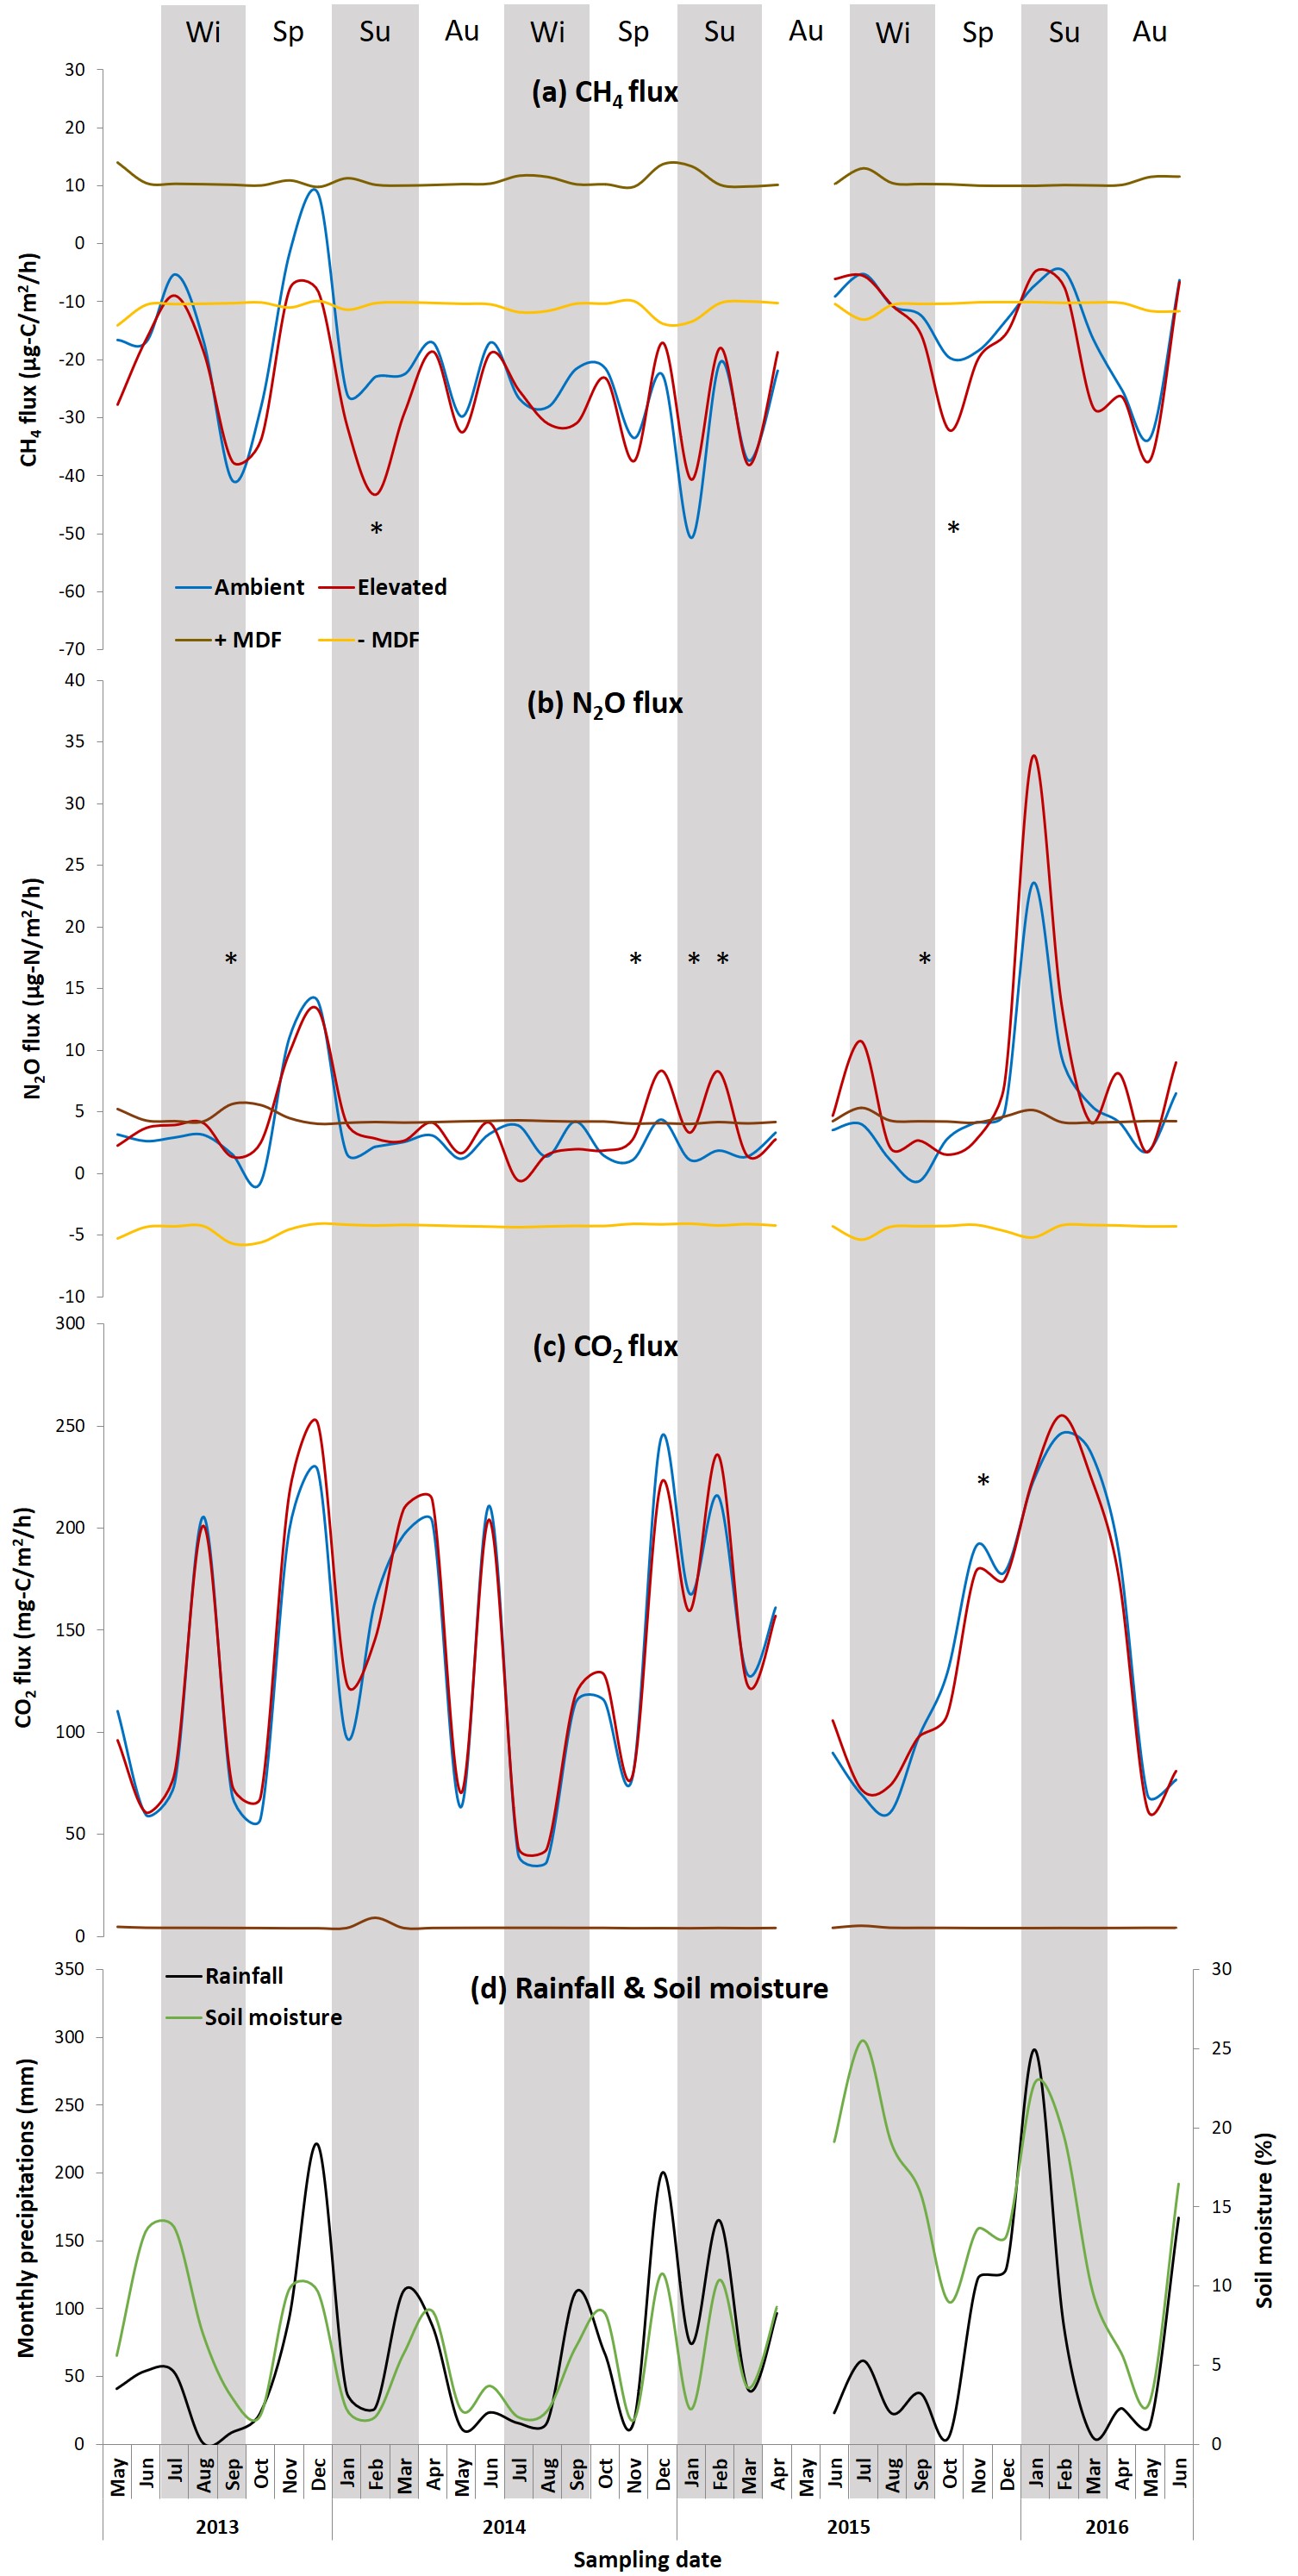 Wi Sp Su Au Wi Sp Su Au Wi Sp Su Au
(a) CH4 flux
30
20
10
0
-10
-20
-30
-40
-50
-60
-70
CH4 flux (µg-C/m2/h)
* *
Ambient Elevated
+ MDF - MDF
(b) N2O flux
40
35
30
25
20
15
10
5
0
-5
-10
N2O flux (µg-N/m2/h)
* * * * *
(c) CO2 flux
300
250
200
150
100
50
0
CO2 flux (mg-C/m2/h)
*
(d) Rainfall & Soil moisture
Rainfall
Soil moisture
350
300
250
200
150
100
50
0
Monthly precipitations (mm)
30
25
20
15
10
5
0
Soil moisture (%)
May Jun Jul Aug Sep Oct Nov Dec Jan Feb Mar Apr May Jun Jul Aug Sep Oct Nov Dec Jan Feb Mar Apr May Jun Jul Aug Sep Oct Nov Dec Jan Feb Mar Apr May Jun
2013 2014 2015 2016
Sampling date